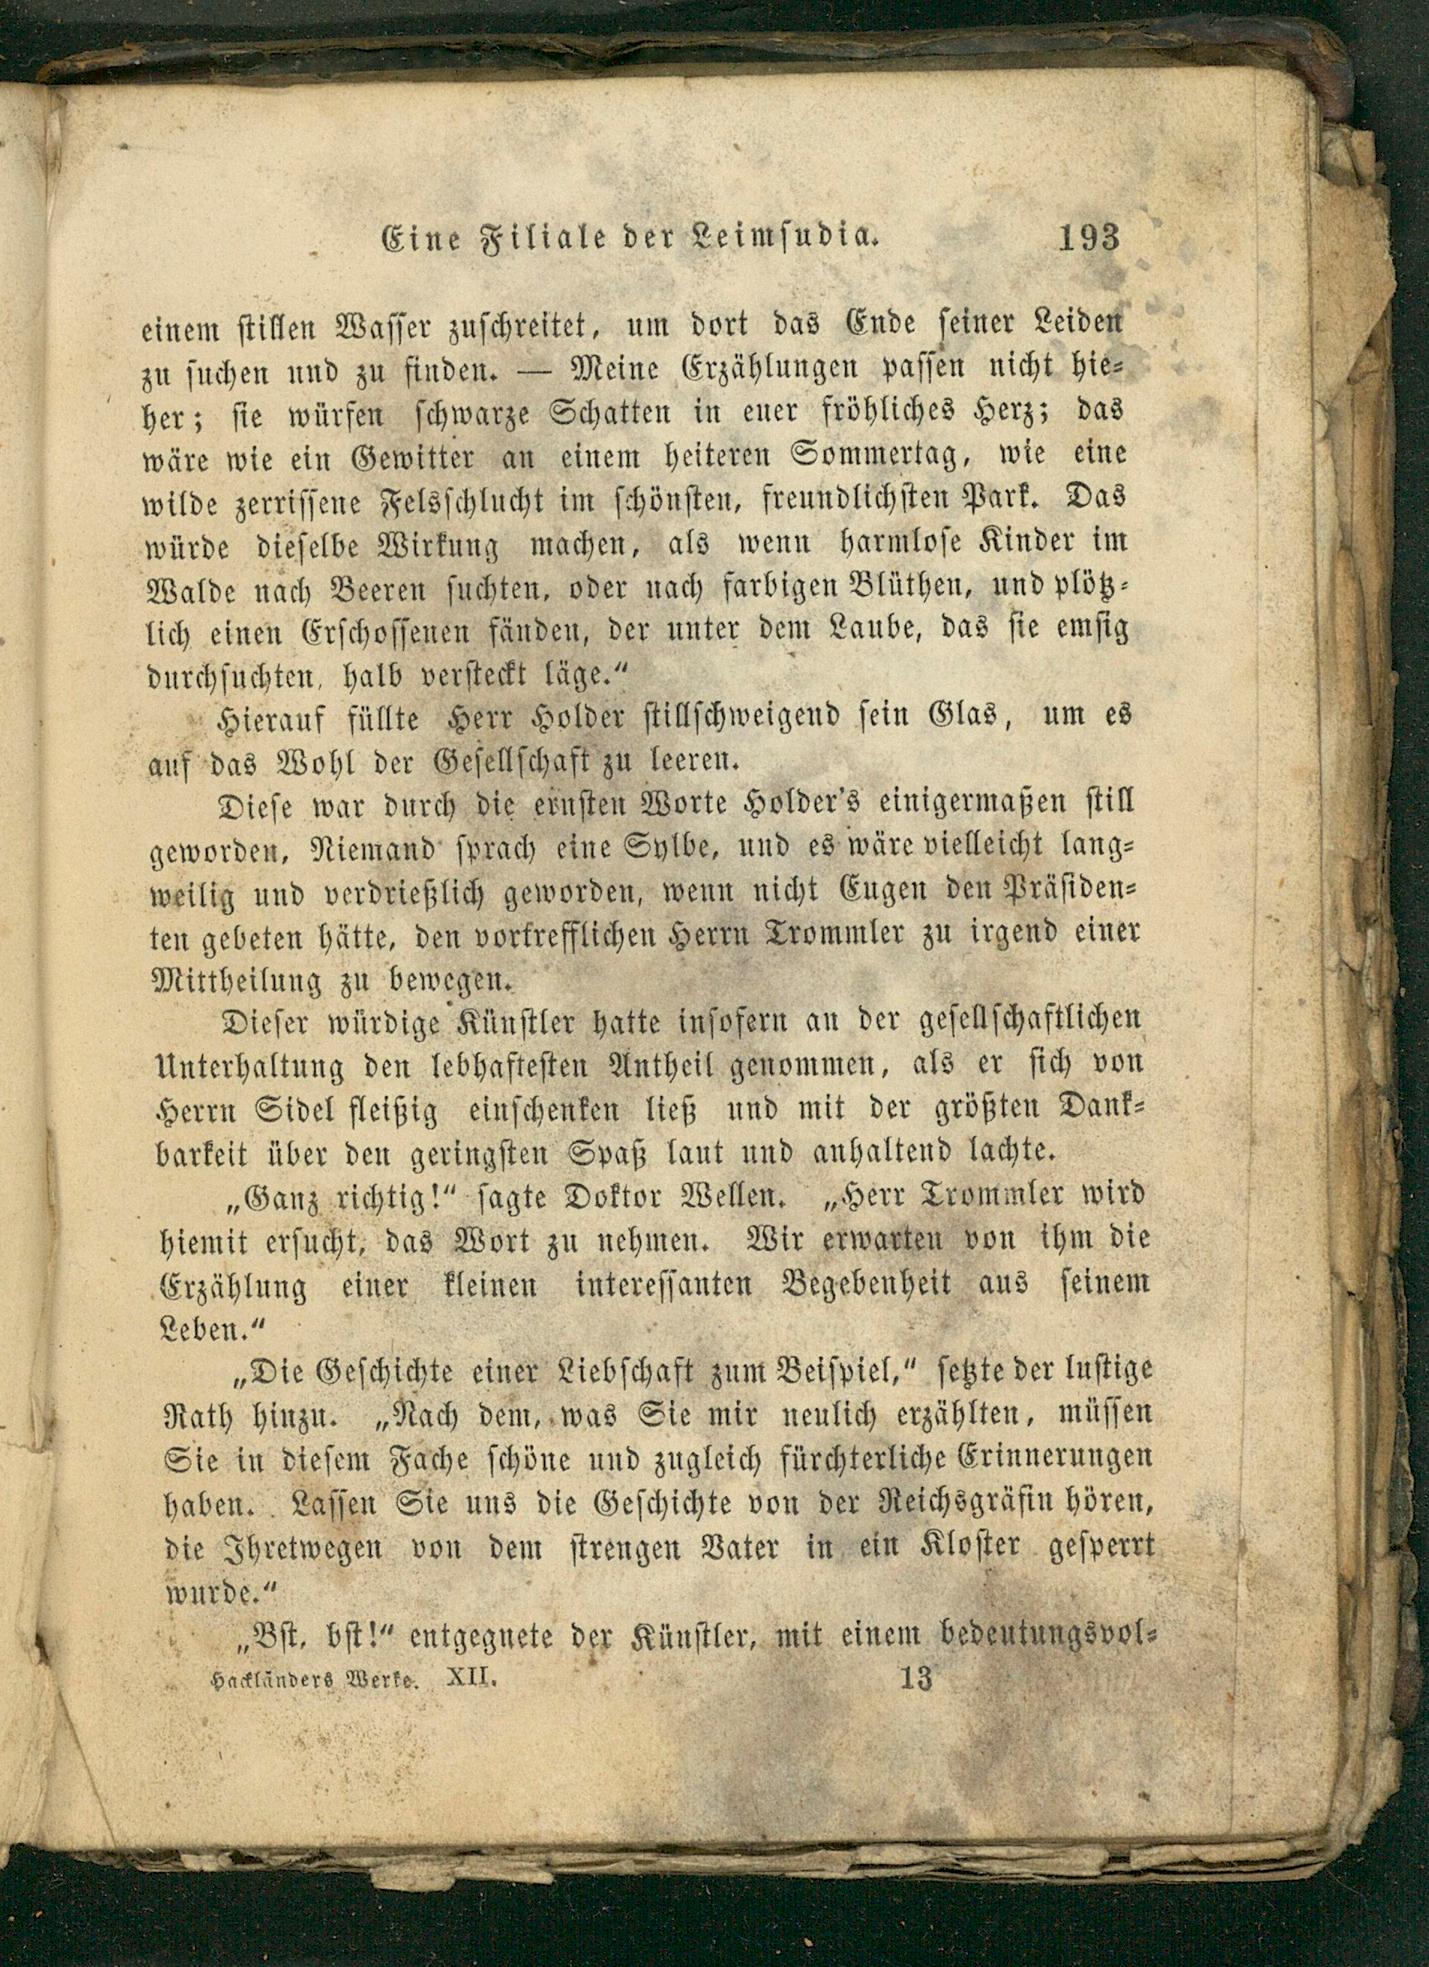 Eine Filiale der Leimsudia. 193
einem stillen Wasser zuschreitet, um dort das Ende seiner Leiden
zu suchen und zu finden. — Meine Erzählungen passen nicht hie-
her; sie würfen schwarze Schatten in euer fröhliches Herz; das
wäre wie ein Gewitter an einem heiteren Sommertag, wie eine
wilde zerrissene Felsschlucht im schönsten, freundlichsten Park. Das
würde dieselbe Wirkung machen, als wenn harmlose Kinder im
Walde nach Beeren suchten, oder nach farbigen Blüthen, und plötz-
lich einen Erschossenen fänden, der unter dem Laube, das sie emsig
durchsuchten, halb versteckt läge.“
Hierauf füllte Herr Holder stillschweigend sein Glas, um es
auf das Wohl der Gesellschaft zu leeren.
Diese war durch die ernsten Worte Holder's einigermaßen still
geworden, Niemand sprach eine Sylbe, und es wäre vielleicht lang-
weilig und verdrießlich geworden, wenn nicht Eugen den Präsiden-
ten gebeten hätte, den vortrefflichen Herrn Trommler zu irgend einer
Mittheilung zu bewegen.
Dieser würdige Künstler hatte insofern an der gesellschaftlichen
Unterhaltung den lebhaftesten Antheil genommen, als er sich von
Herrn Sidel fleißig einschenken ließ und mit der größten Dank-
barkeit über den geringsten Spaß laut und anhaltend lachte.
„Ganz richtig!“ sagte Doktor Wellen. „Herr Trommler wird
hiemit ersucht, das Wort zu nehmen. Wir erwarten von ihm die
Erzählung einer kleinen interessanten Begebenheit aus seinem
Leben.“
„Die Geschichte einer Liebschaft zum Beispiel,“ setzte der lustige
Rath hinzu. „Nach dem, was Sie mir neulich erzählten, müssen
Sie in diesem Fache schöne und zugleich fürchterliche Erinnerungen
haben. Lassen Sie uns die Geschichte von der Reichsgräfin hören,
die Ihretwegen von dem strengen Vater in ein Kloster gesperrt
wurde.“
„Bst, bst!“ entgegnete der Künstler, mit einem bedeutungsvol-
Hackländers Werke. XII. 13